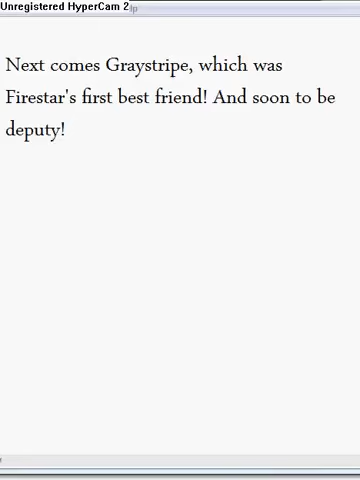 Unregistered HyperCam 2
Next comes Graystripe, which was
Firestar's first best friend! And soon to be
deputy!